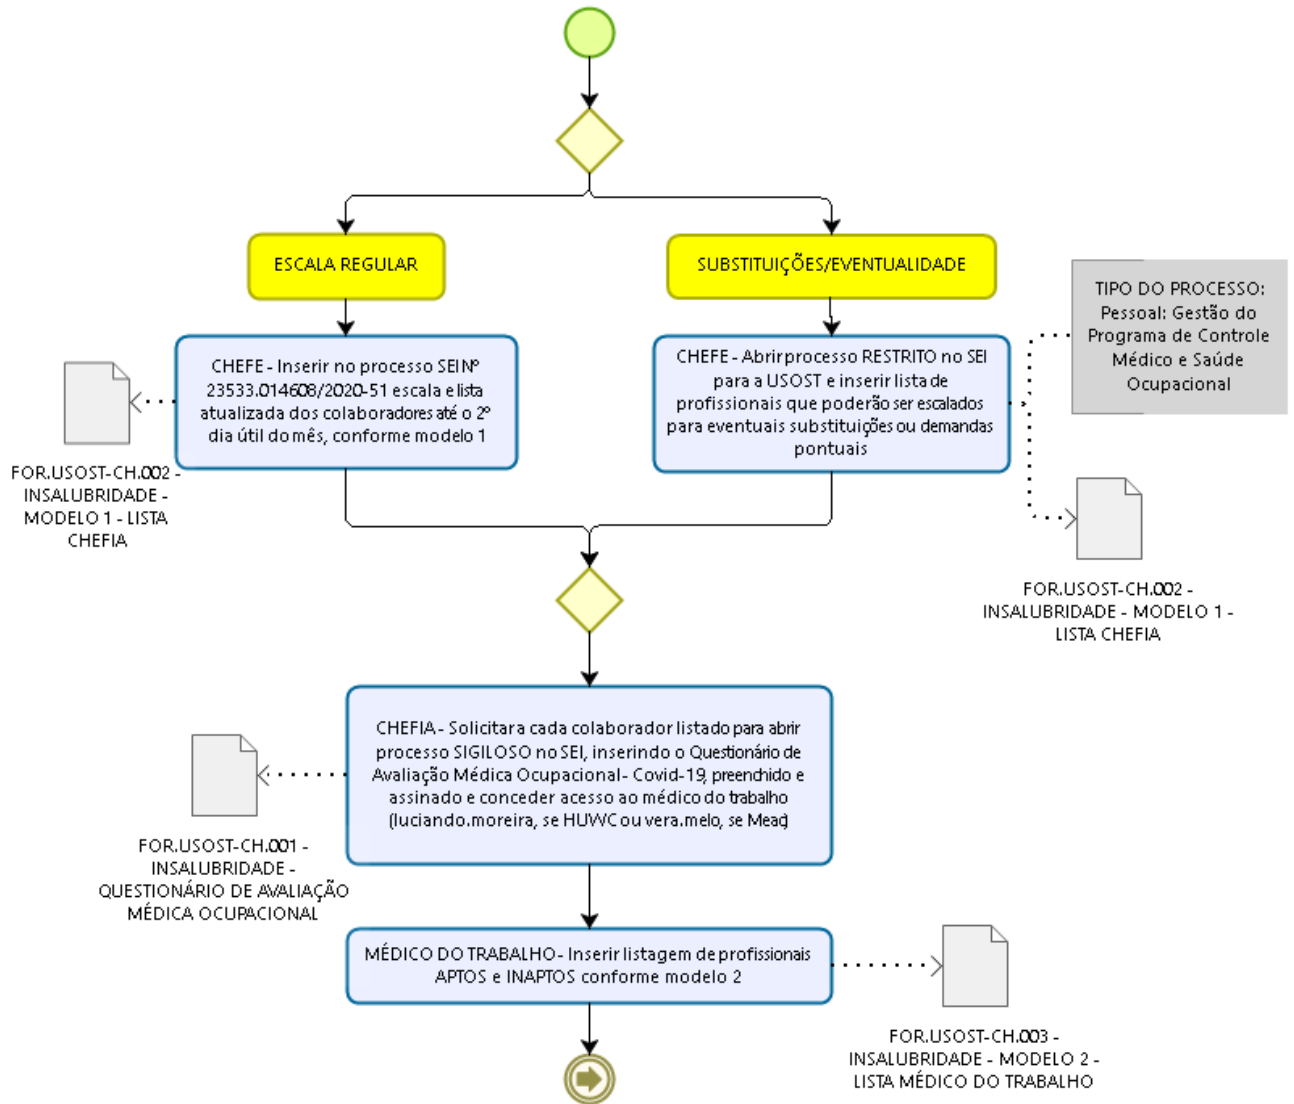 ESCALA REGULAR
SUBSTITUIÇÕES/EVENTUALIDADE
TIPO DO PROCESSO:
Pessoal: Gestão do
Programa de Controle
Médico e Saúde
Ocupacional
CHEFE - Inserir no processo SEI Nº
23533.014608/2020-51 escala e lista
atualizada dos colaboradores até o 2º
dia útil do mês, conforme modelo 1
CHEFE - Abrir processo RESTRITO no SEI
para a USOST e inserir lista de
profissionais que poderão ser escalados
para eventuais substituições ou demandas
pontuais
FOR.USOST-CH.002 -
INSALUBRIDADE -
MODELO 1 - LISTA
CHEFIA
FOR.USOST-CH.002 -
INSALUBRIDADE - MODELO 1 -
LISTA CHEFIA
CHEFIA - Solicitar a cada colaborador listado para abrir
processo SIGILOSO no SEI, inserindo o Questionário de
Avaliação Médica Ocupacional- Covid-19, preenchido e
assinado e conceder acesso ao médico do trabalho
(luciando.moreira, se HUWC ou vera.melo, se Meac)
FOR.USOST-CH.001 -
INSALUBRIDADE -
QUESTIONÁRIO DE AVALIAÇÃO
MÉDICA OCUPACIONAL
MÉDICO DO TRABALHO- Inserir listagem de profissionais
APTOS e INAPTOS conforme modelo 2
FOR.USOST-CH.003 -
INSALUBRIDADE - MODELO 2 -
LISTA MÉDICO DO TRABALHO